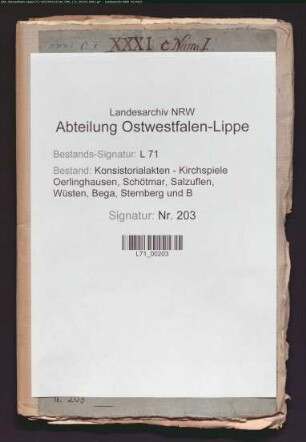 XXXI
Landesarchiv NRW
Abteilung Ostwestfalen-Lippe
Bestands-Signatur: L 71
Bestand: Konsistorialakten - Kirchspiele
Oerlinghausen, Schötmar, Salzuflen,
Wüsten, Bega, Sternberg und B
Signatur: Nr. 203
L71_00203